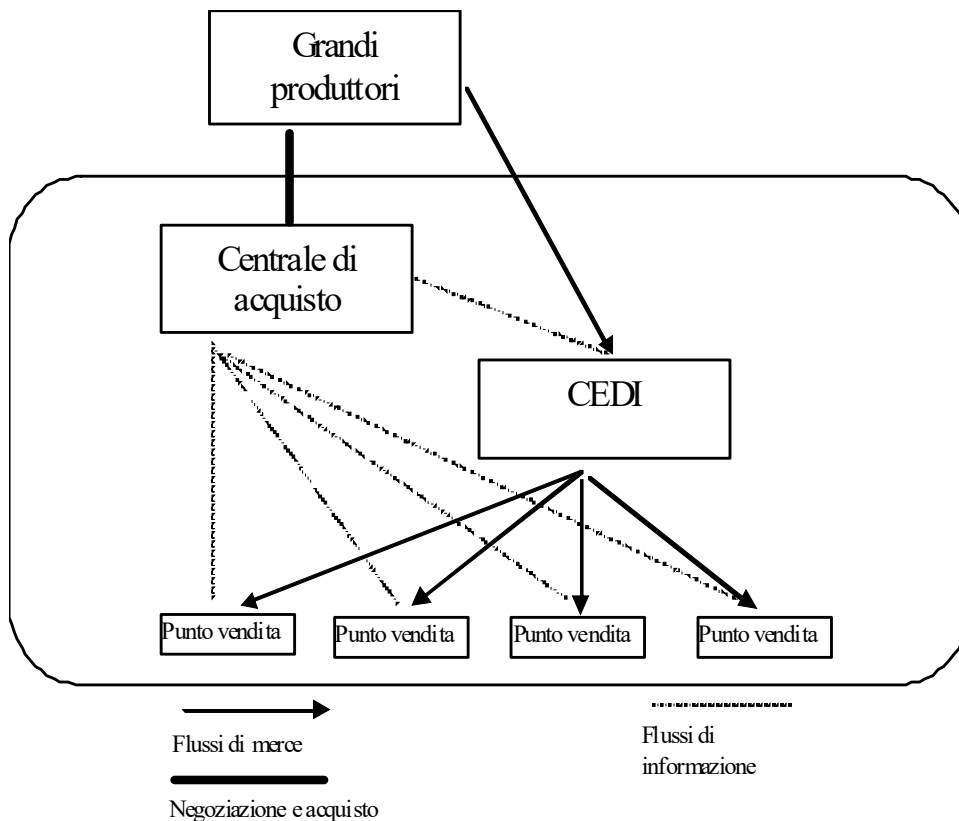 Grandi
produttori
Centrale di
acquisto
CEDI
Punto vendita
Punto vendita
Punto vendita
Punto vendita
Flussi di merce
Flussi di
informazione
Negoziazione e acquisto